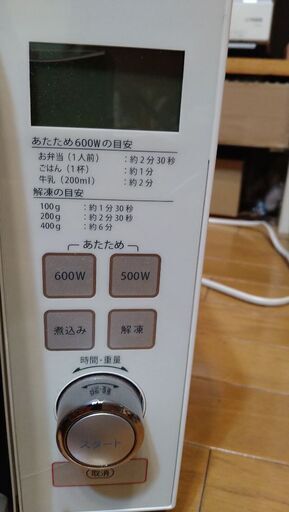 あたため600Wの目安
お弁当(1人前) :約2分30秒
ごはん(1杯) :約1分
牛乳(200ml) :約2分
解凍の目安
100g :約1分30秒
200g :約2分30秒
400g :約6分
あたため
600W 500W
煮込み 解凍
時間・重量
スタート
(取消)